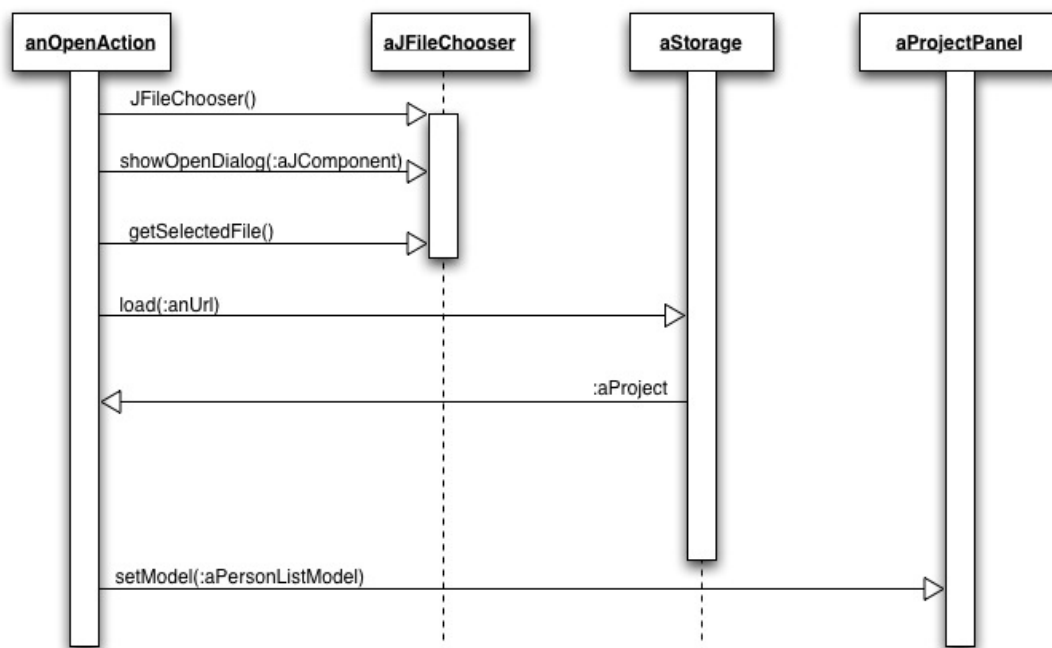 anOpenAction
aJFileChooser
aStorage
aProjectPanel
JFileChooser()
showOpenDialog(:aJComponent)
getSelectedFile()
load(:anUrl)
:aProject
setModel(:aPersonListModel)